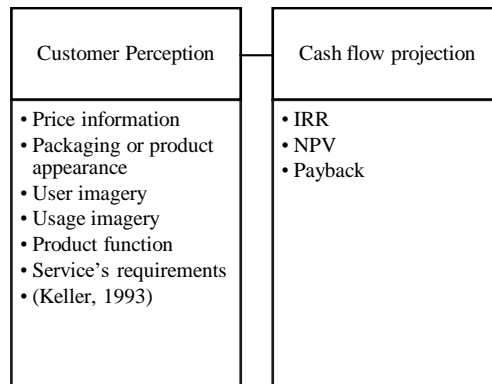 Customer Perception
Cash flow projection
• Price information
• Packaging or product
appearance
• User imagery
• Usage imagery
• Product function
• Service’s requirements
• (Keller, 1993)
• IRR
• NPV
• Payback